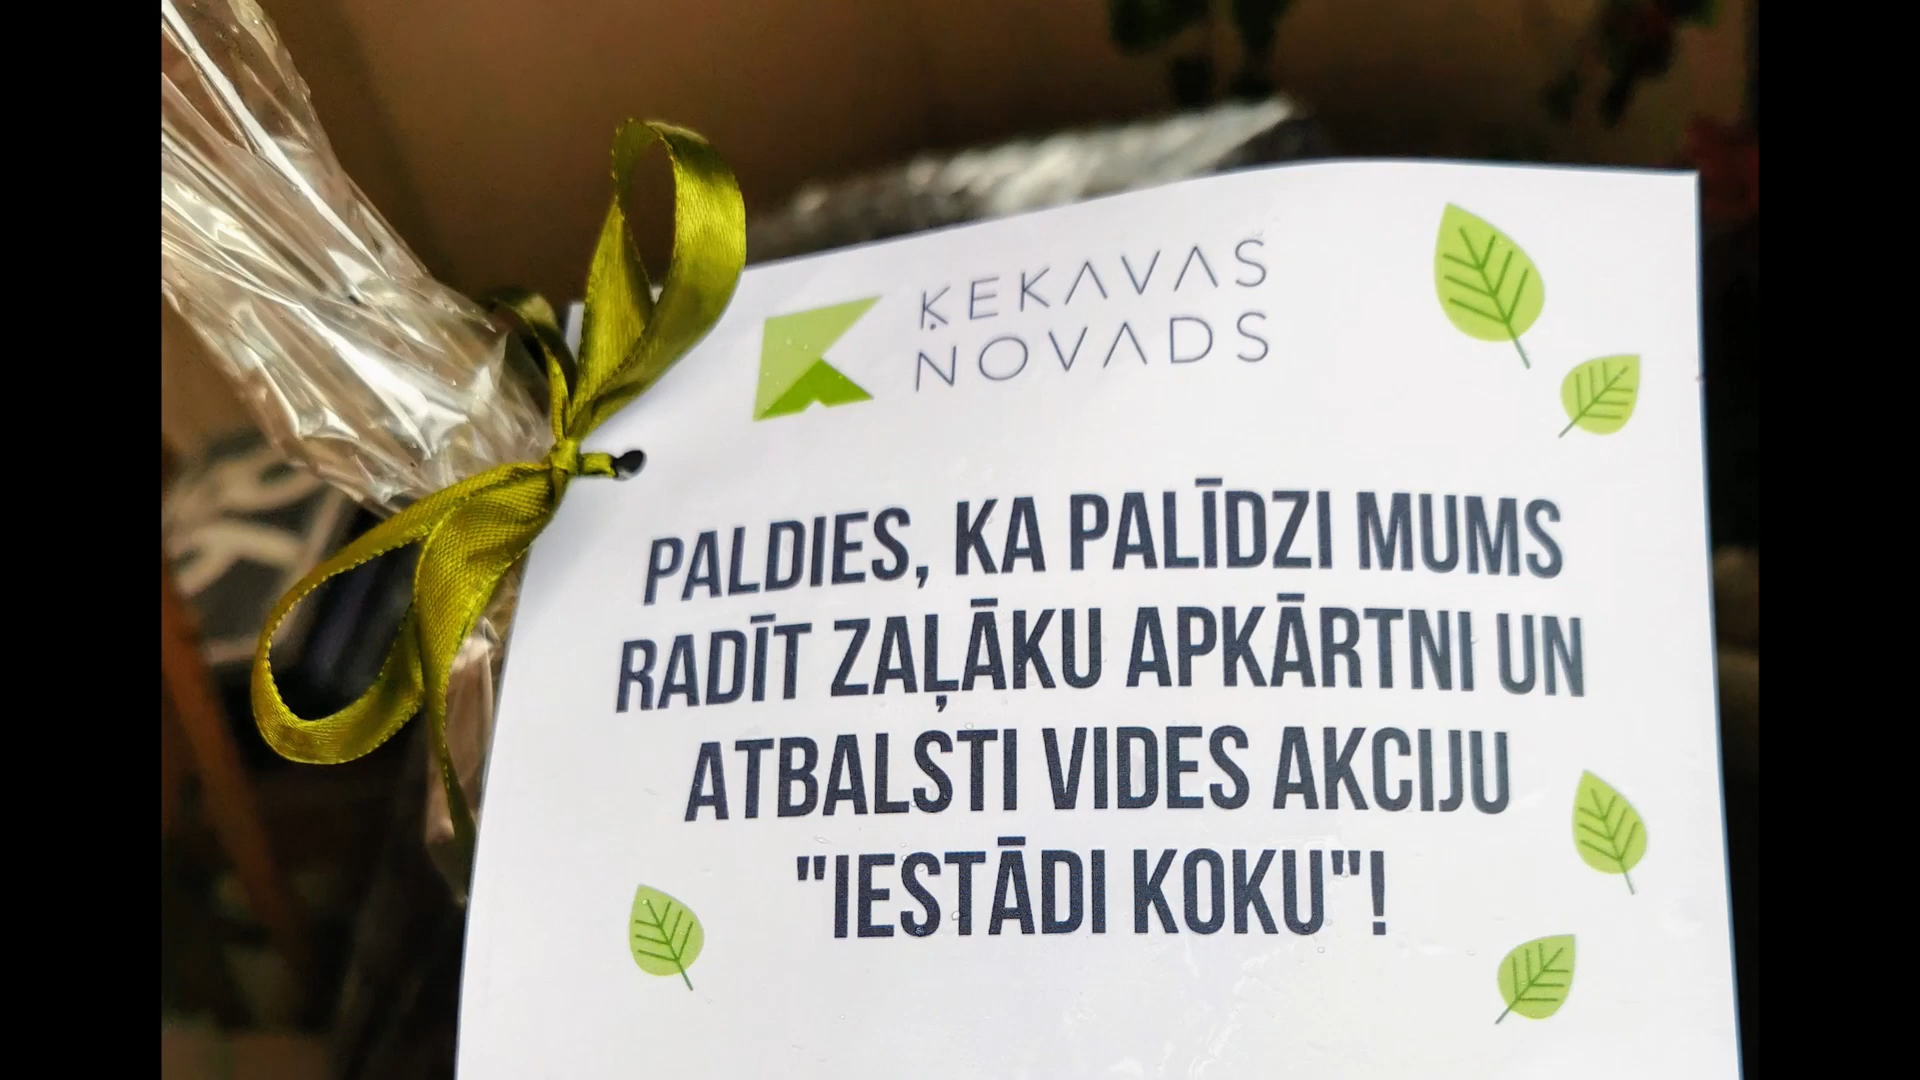 ĶEKAVAS
NOVADS
PALDIES, KA PALĪDZI MUMS
RADĪT ZAĻĀKU APKĀRTNI UN
ATBALSTI VIDES AKCIJU
"IESTĀDI KOKU"!